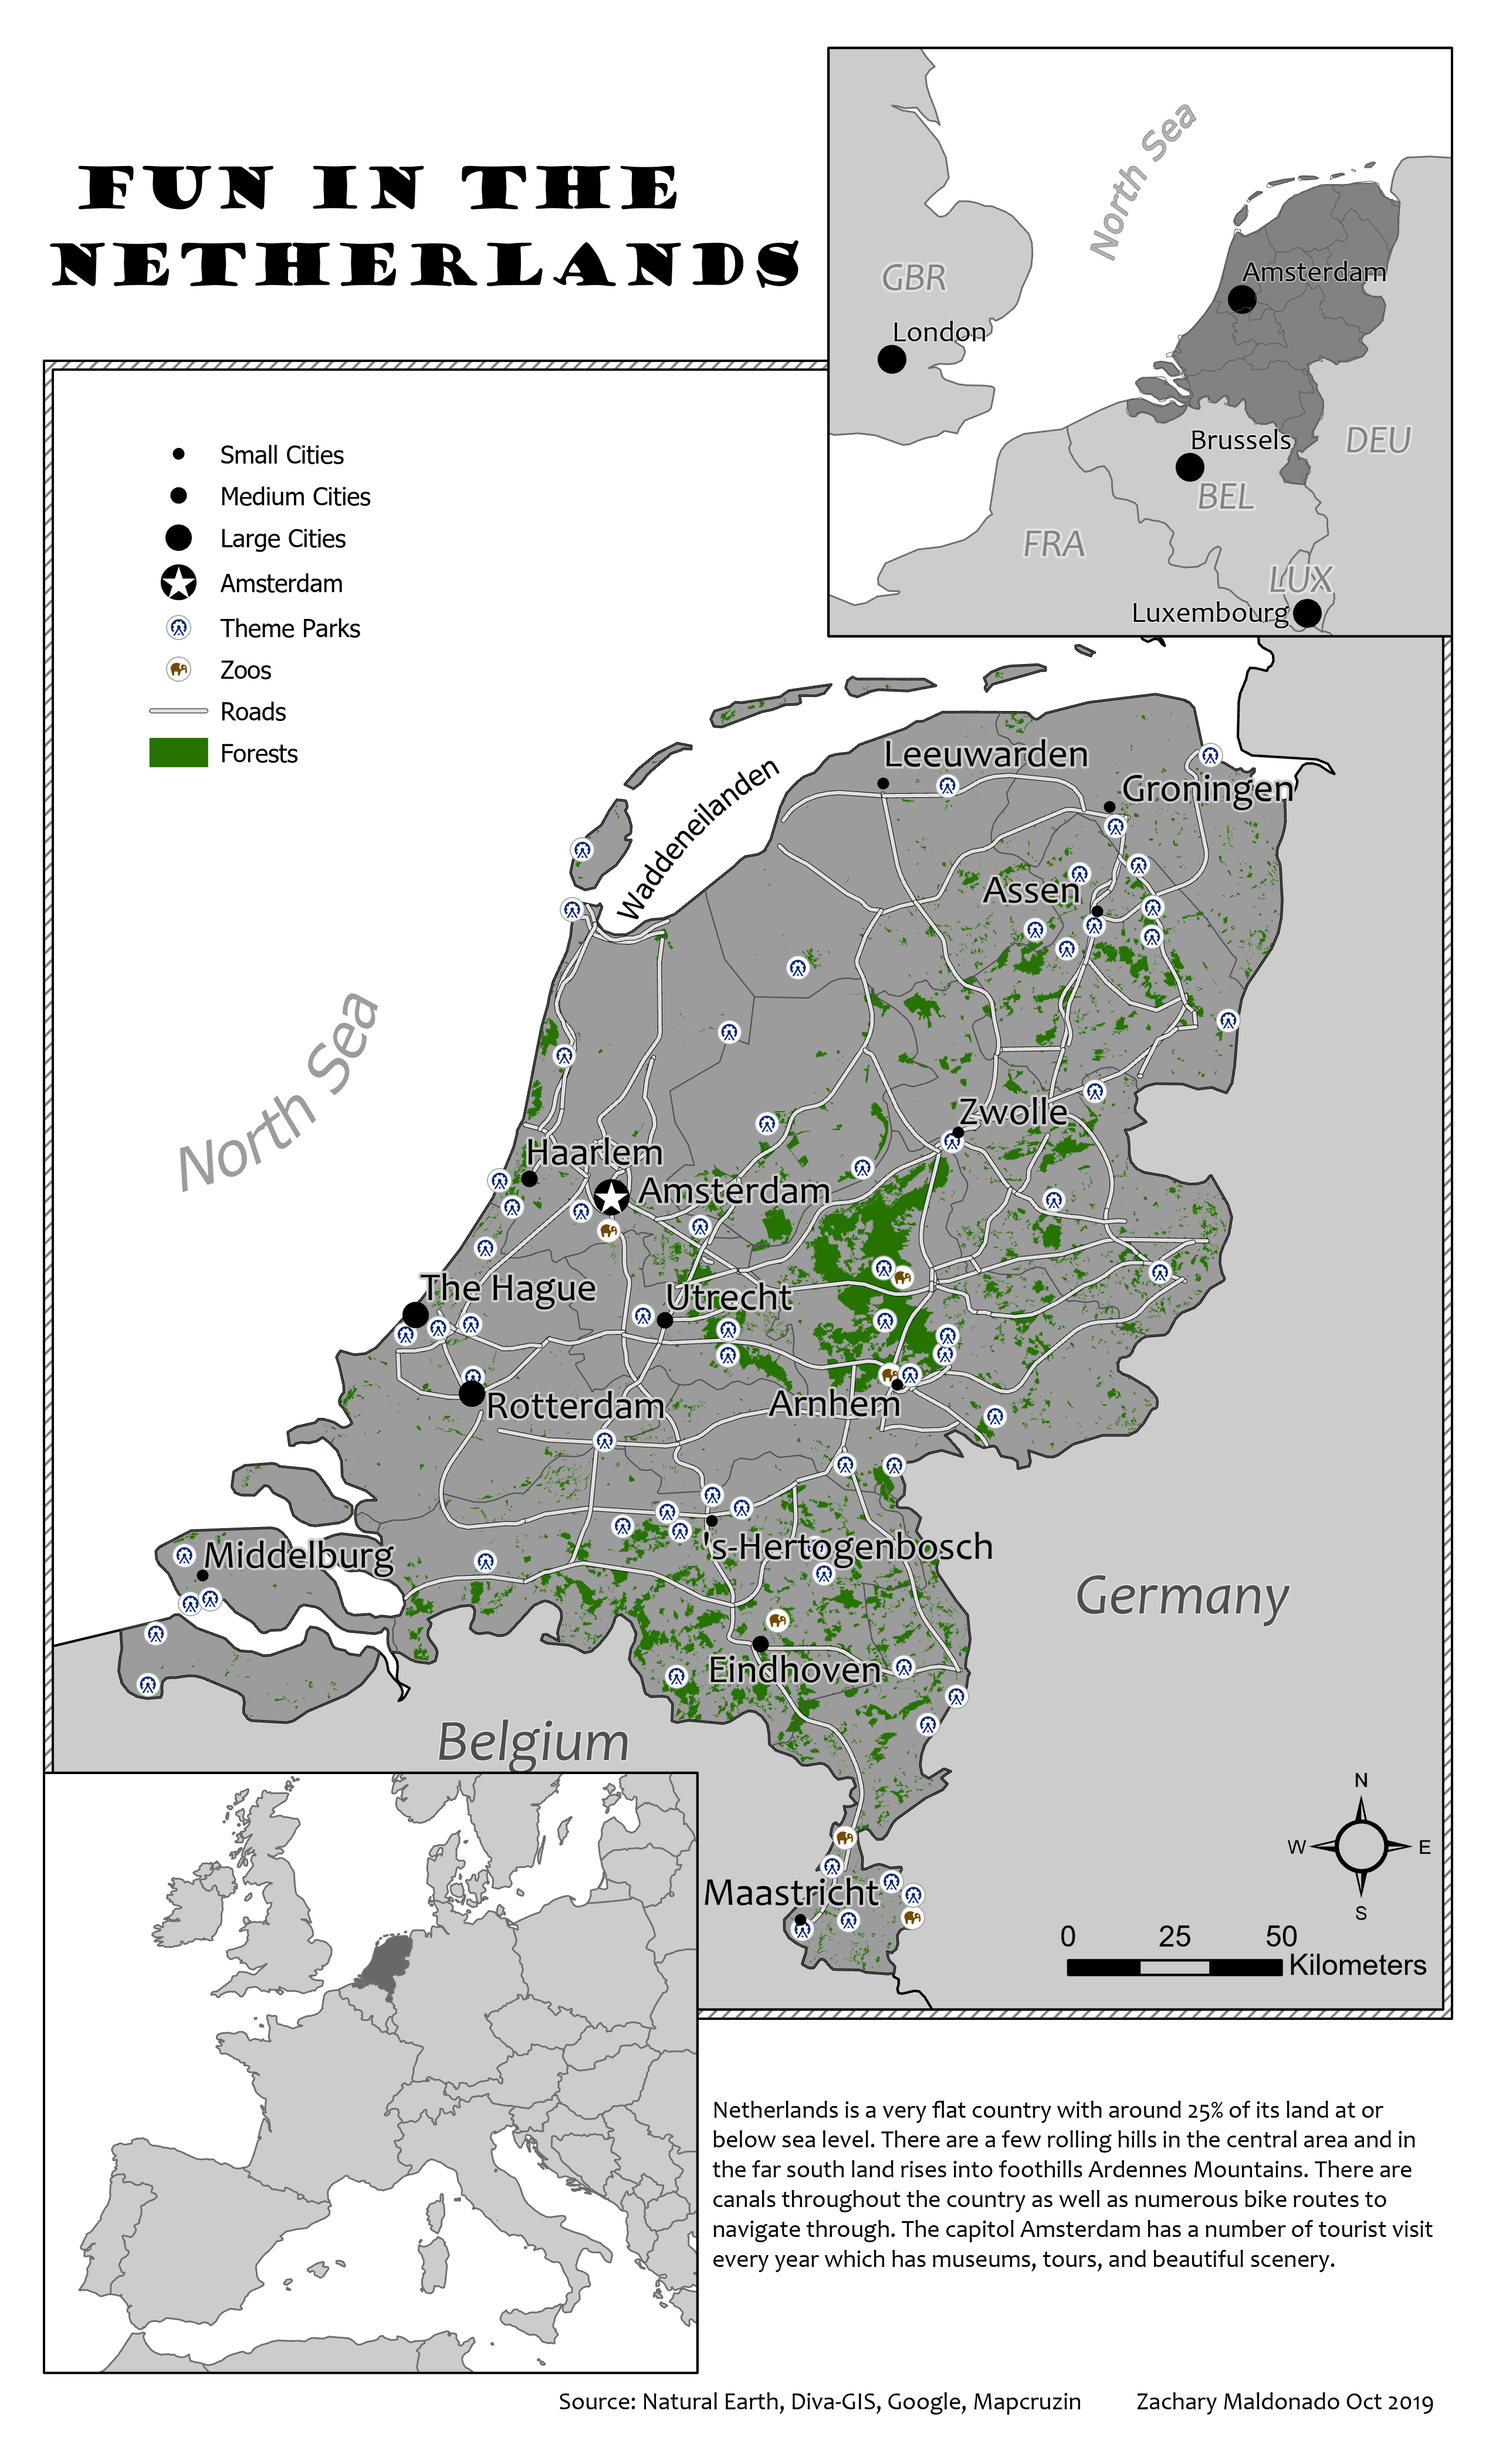 FUN IN THE
NETHERLANDS
North Sea
GBR
London
Amsterdam
Brussels
BEL
DEU
FRA
LUX
Luxembourg
Small Cities
Medium Cities
Large Cities
Amsterdam
Theme Parks
Zoos
Roads
Forests
Leeuwarden
Groningen
Waddeneilanden
Assen
North Sea
Zwolle
Haarlem
Amsterdam
The Hague
Utrecht
Rotterdam
Arnhem
's-Hertogenbosch
Middelburg
Germany
Eindhoven
Belgium
Maastricht
N
W
E
S
0 25 50
Kilometers
Netherlands is a very flat country with around 25% of its land at or
below sea level. There are a few rolling hills in the central area and in
the far south land rises into foothills Ardennes Mountains. There are
canals throughout the country as well as numerous bike routes to
navigate through. The capitol Amsterdam has a number of tourist visit
every year which has museums, tours, and beautiful scenery.
Source: Natural Earth, Diva-GIS, Google, Mapcruzin
Zachary Maldonado Oct 2019